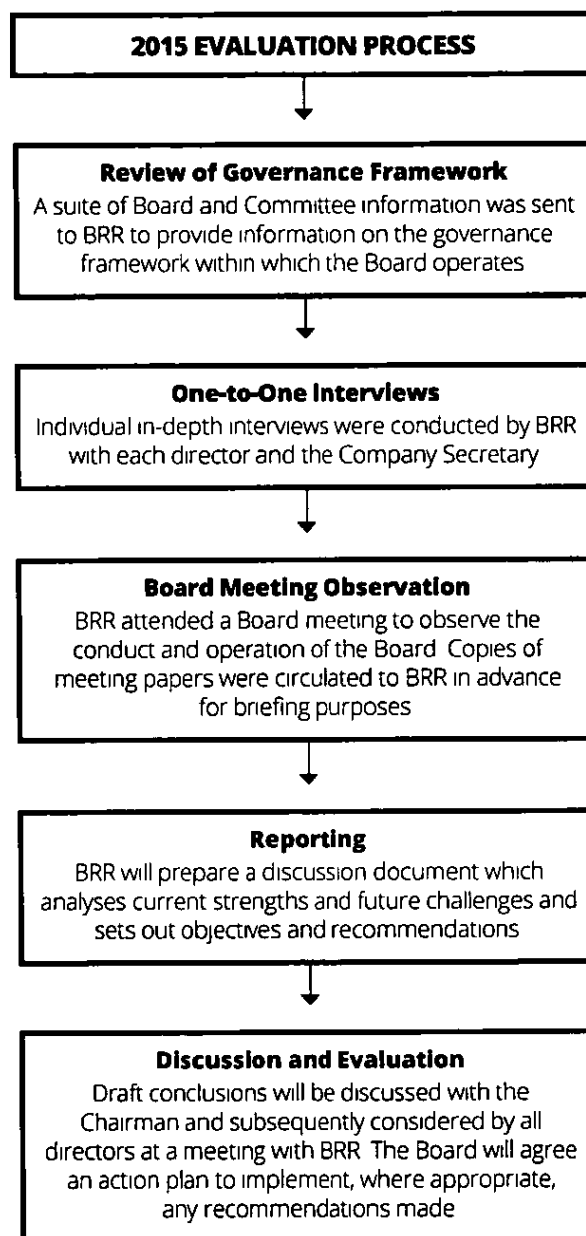 2015 EVALUATION PROCESS
Review of Governance Framework
A suite of Board and Committee information was sent
to BRR to provide information on the governance
framework within which the Board operates
One-to-One Interviews
Individual in-depth interviews were conducted by BRR
with each director and the Company Secretary
Board Meeting Observation
BRR attended a Board meeting to observe the
conduct and operation of the Board Copies of
meeting papers were circulated to BRR in advance
for briefing purposes
Reporting
BRR will prepare a discussion document which
analyses current strengths and future challenges and
sets out objectives and recommendations
Discussion and Evaluation
Draft conclusions will be discussed with the
Chairman and subsequently considered by all
directors at a meeting with BRR The Board will agree
an action plan to implement, where appropriate,
any recommendations made